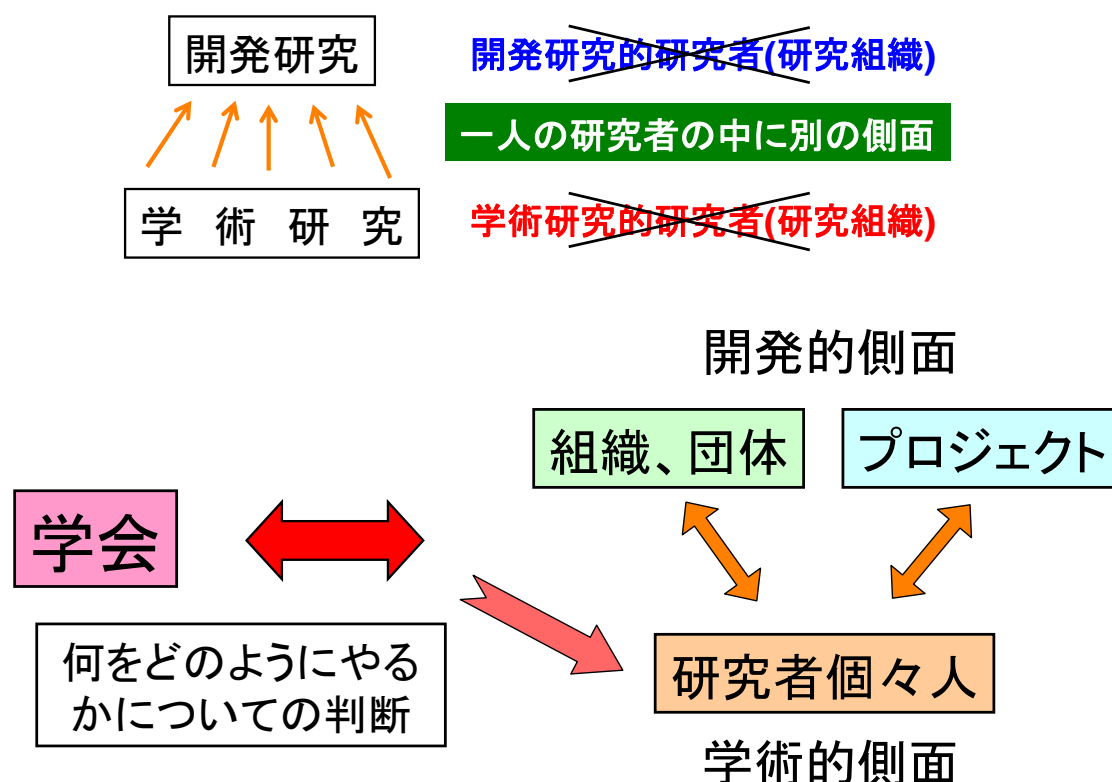 開発研究
開発研究的研究者(研究組織)
一人の研究者の中に別の側面
学術研究
学術研究的研究者(研究組織)
開発的側面
組織、団体
プロジェクト
学会
何をどのようにやる
かについての判断
研究者個々人
学術的側面